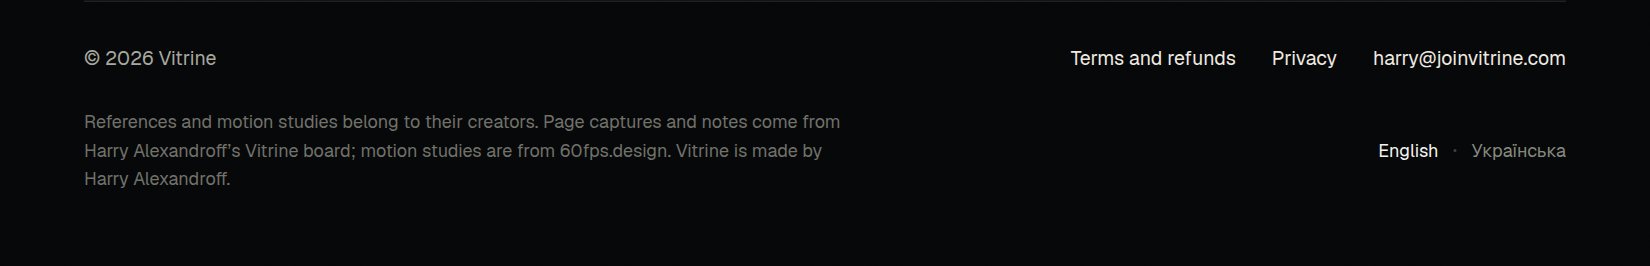 © 2026 Vitrine
Terms and refunds
Privacy
harry@joinvitrine.com
References and motion studies belong to their creators. Page captures and notes come from
Harry Alexandroff’s Vitrine board; motion studies are from 60fps.design. Vitrine is made by
Harry Alexandroff.
English · Українська